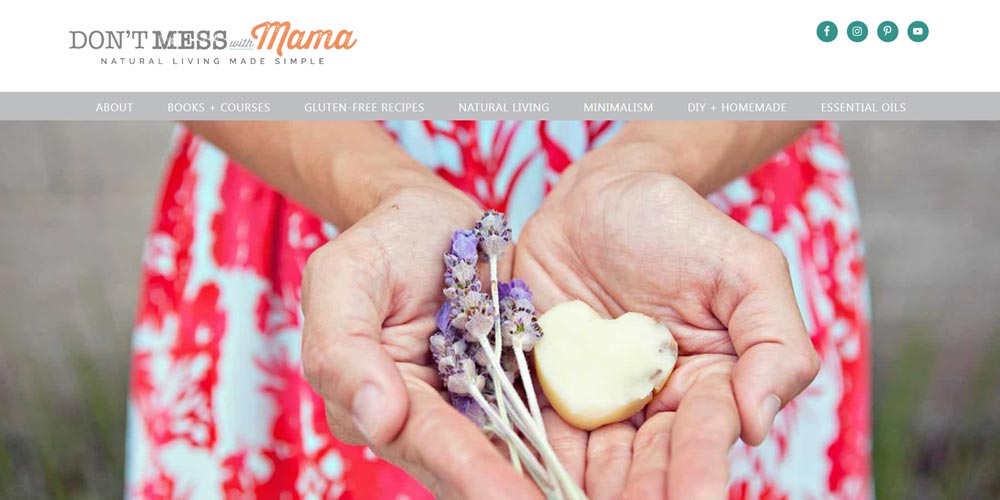 DON'T MESS with Mama
NATURAL LIVING MADE SIMPLE
ABOUT BOOKS + COURSES GLUTEN-FREE RECIPES NATURAL LIVING MINIMALISM DIY + HOMEMADE ESSENTIAL OILS